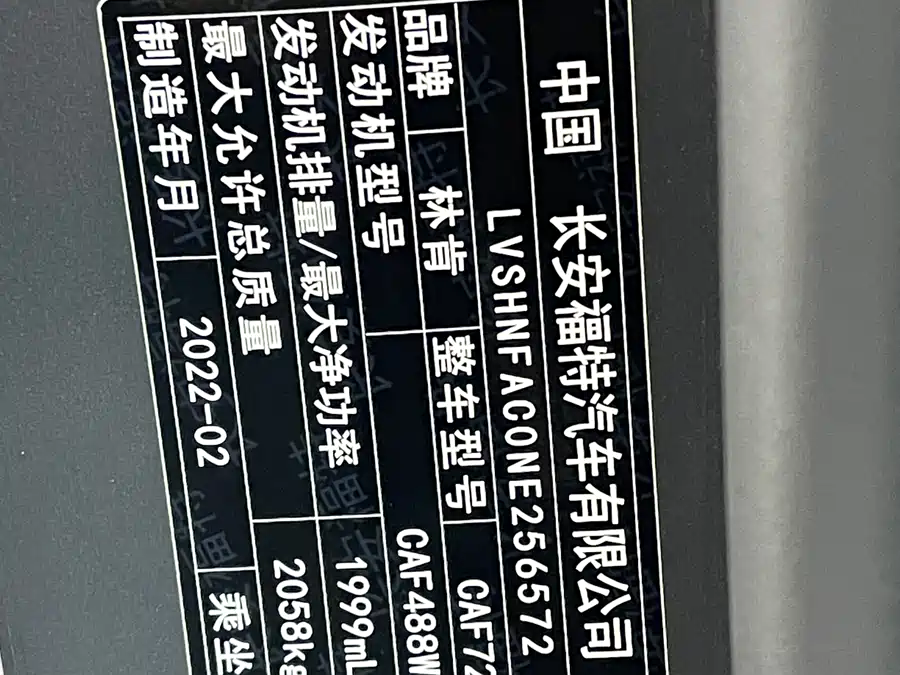 中国 长安福特汽车有限公司
LVSHNFAC0NE256572
品牌 林肯 整车型号 CAF72
发动机型号 CAF488W
发动机排量/最大净功率 1999mL
最大允许总质量 2058kg
制造年月 2022-02 乘坐